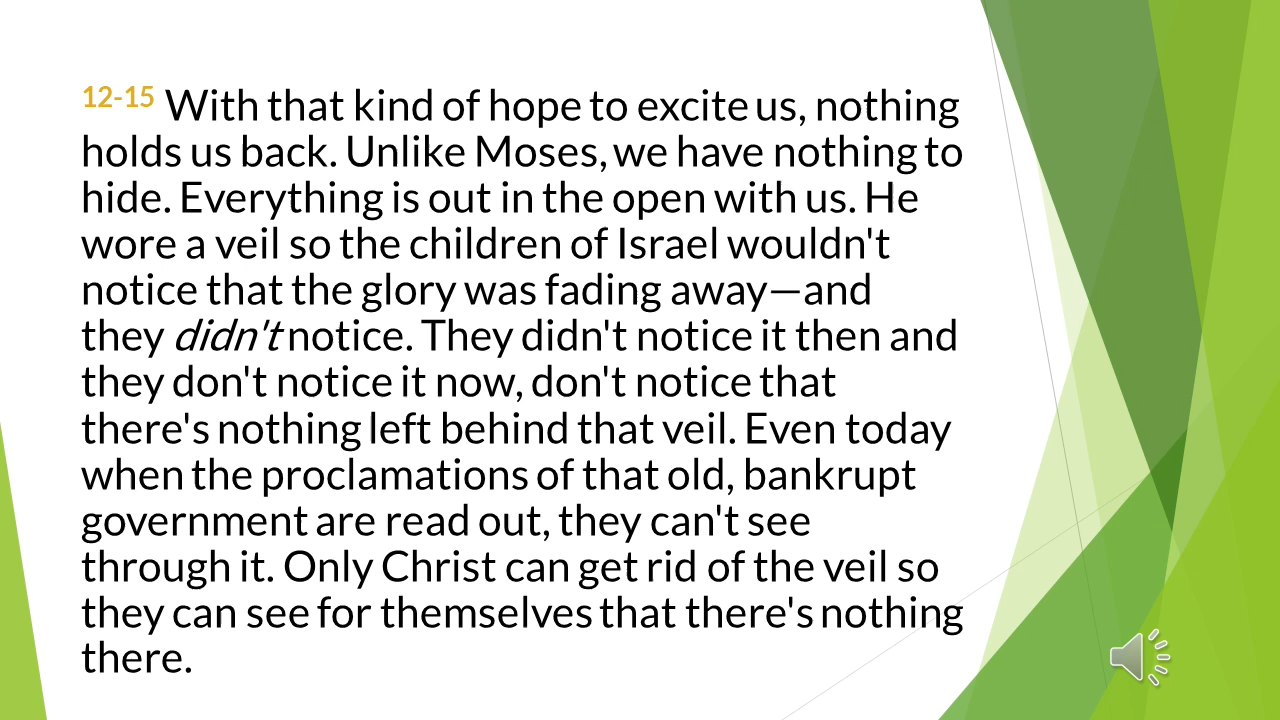 12-15 With that kind of hope to excite us, nothing
holds us back. Unlike Moses, we have nothing to
hide. Everything is out in the open with us. He
wore a veil so the children of Israel wouldn't
notice that the glory was fading away—and
they didn't notice. They didn't notice it then and
they don't notice it now, don't notice that
there's nothing left behind that veil. Even today
when the proclamations of that old, bankrupt
government are read out, they can't see
through it. Only Christ can get rid of the veil so
they can see for themselves that there's nothing
there.